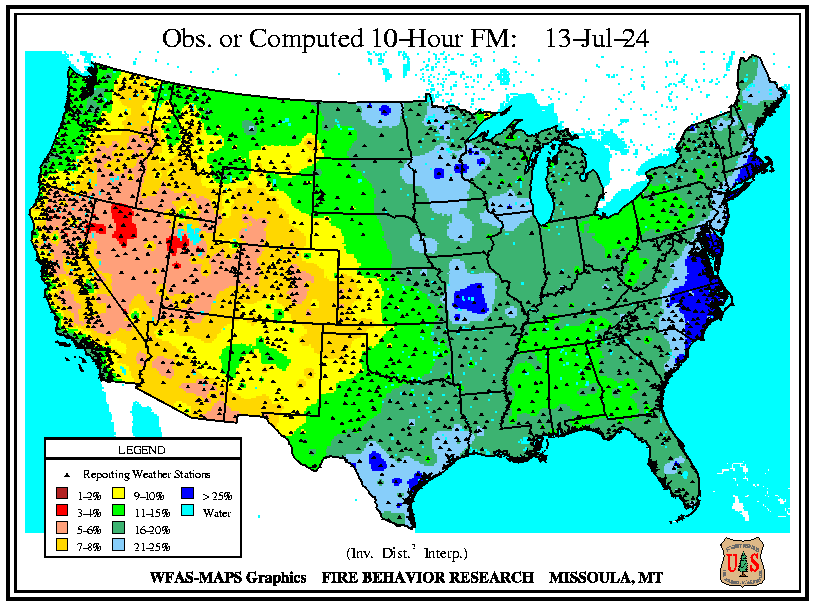 Obs. or Computed 10-Hour FM: 13-Jul-24
LEGEND
Reporting Weather Stations
1-2% 9-10% > 25%
3-4% 11-15% Water
5-6% 16-20%
7-8% 21-25%
(Inv. Dist.² Interp.)
WFAS-MAPS Graphics FIRE BEHAVIOR RESEARCH MISSOULA, MT
U S